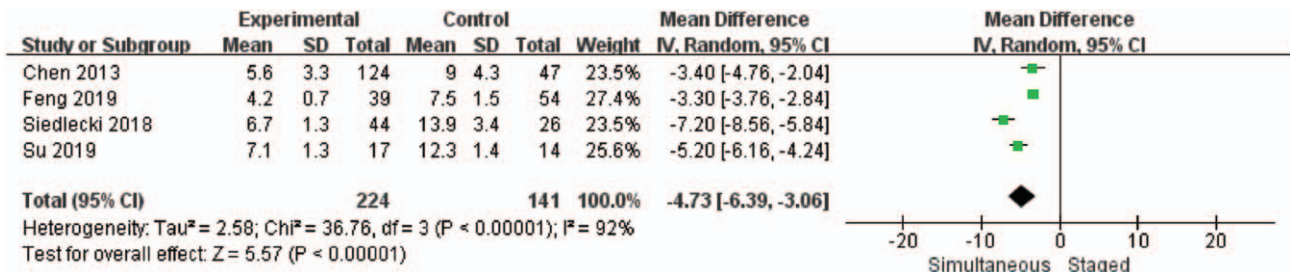 Experimental Control Mean Difference Mean Difference
Study or Subgroup Mean SD Total Mean SD Total Weight IV, Random, 95% CI IV, Random, 95% CI
Chen 2013 5.6 3.3 124 9 4.3 47 23.5% -3.40 [-4.76, -2.04]
Feng 2019 4.2 0.7 39 7.5 1.5 54 27.4% -3.30 [-3.76, -2.84]
Siedlecki 2018 6.7 1.3 44 13.9 3.4 26 23.5% -7.20 [-8.56, -5.84]
Su 2019 7.1 1.3 17 12.3 1.4 14 25.6% -5.20 [-6.16, -4.24]
Total (95% CI) 224 141 100.0% -4.73 [-6.39, -3.06]
Heterogeneity: Tau² = 2.58; Chi² = 36.76, df = 3 (P < 0.00001); I² = 92%
Test for overall effect: Z = 5.57 (P < 0.00001)
-20 -10 0 10 20
Simultaneous Staged